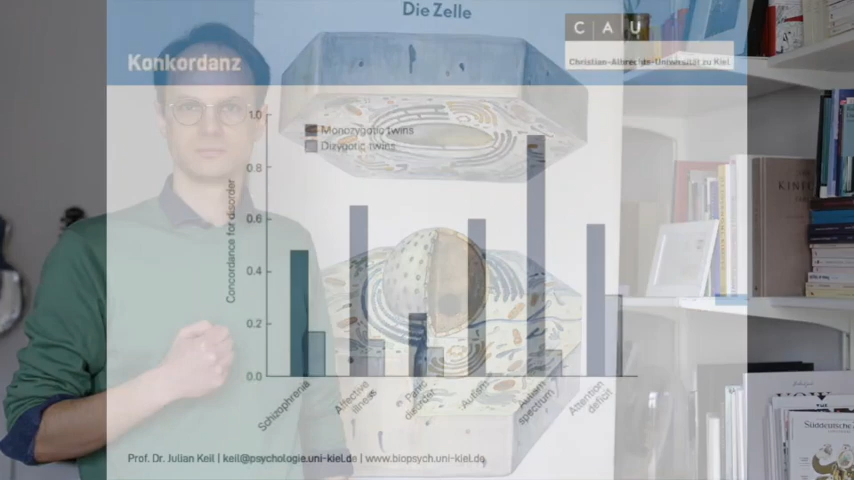 Die Zelle
C | A | U
Konkordanz
Christian-Albrechts-Universität zu Kiel
1.0
Monozygotic twins
Dizygotic twins
0.8
0.6
0.4
0.2
0.0
Concordance for disorder
Schizophrenia
Affective illness
Panic disorder
Autism
Autism spectrum
Attention deficit
Prof. Dr. Julian Keil | keil@psychologie.uni-kiel.de | www.biopsych.uni-kiel.de
Süddeutsche